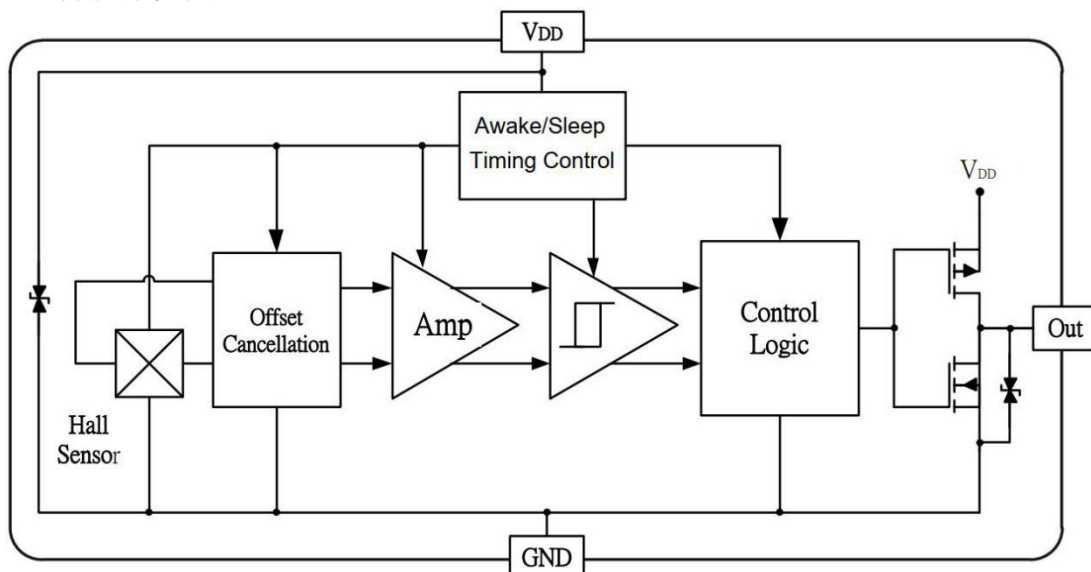 VDD
Awake/Sleep
Timing Control
VDD
Offset
Cancellation
Amp
Control
Logic
Out
Hall
Sensor
GND